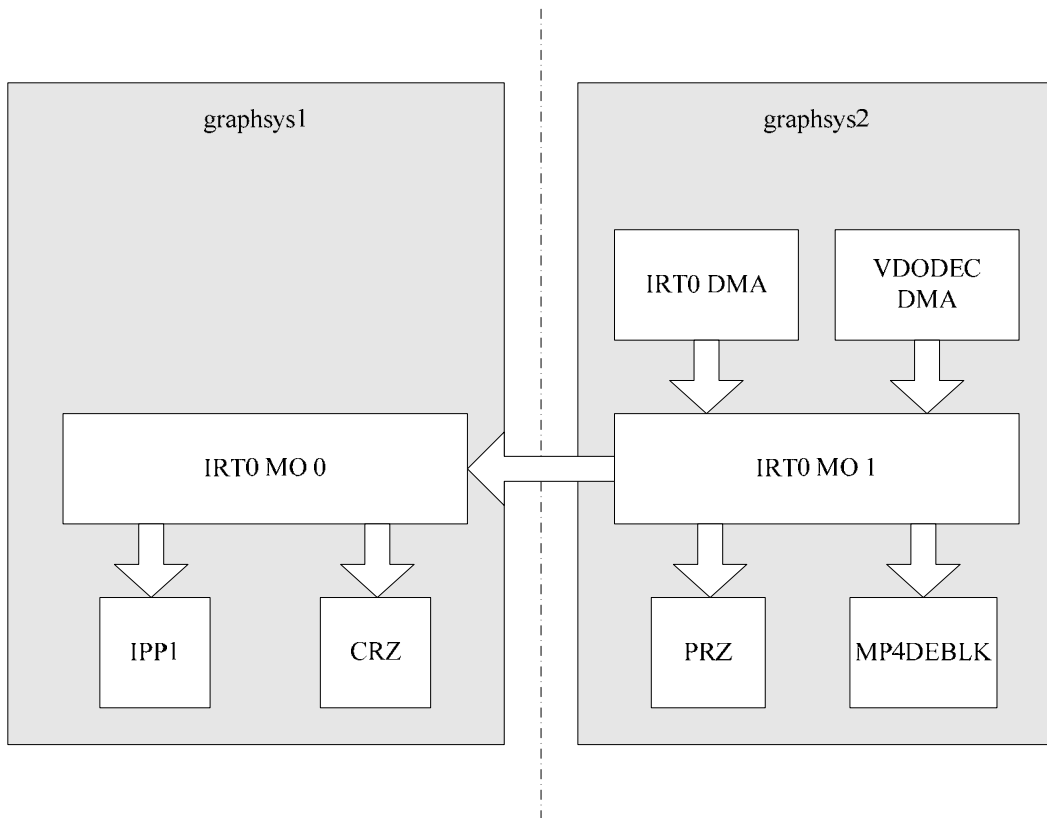 graphsys1
graphsys2
IRT0 DMA
VDODEC
DMA
IRT0 MO 0
IRT0 MO 1
IPP1
CRZ
PRZ
MP4DEBLK